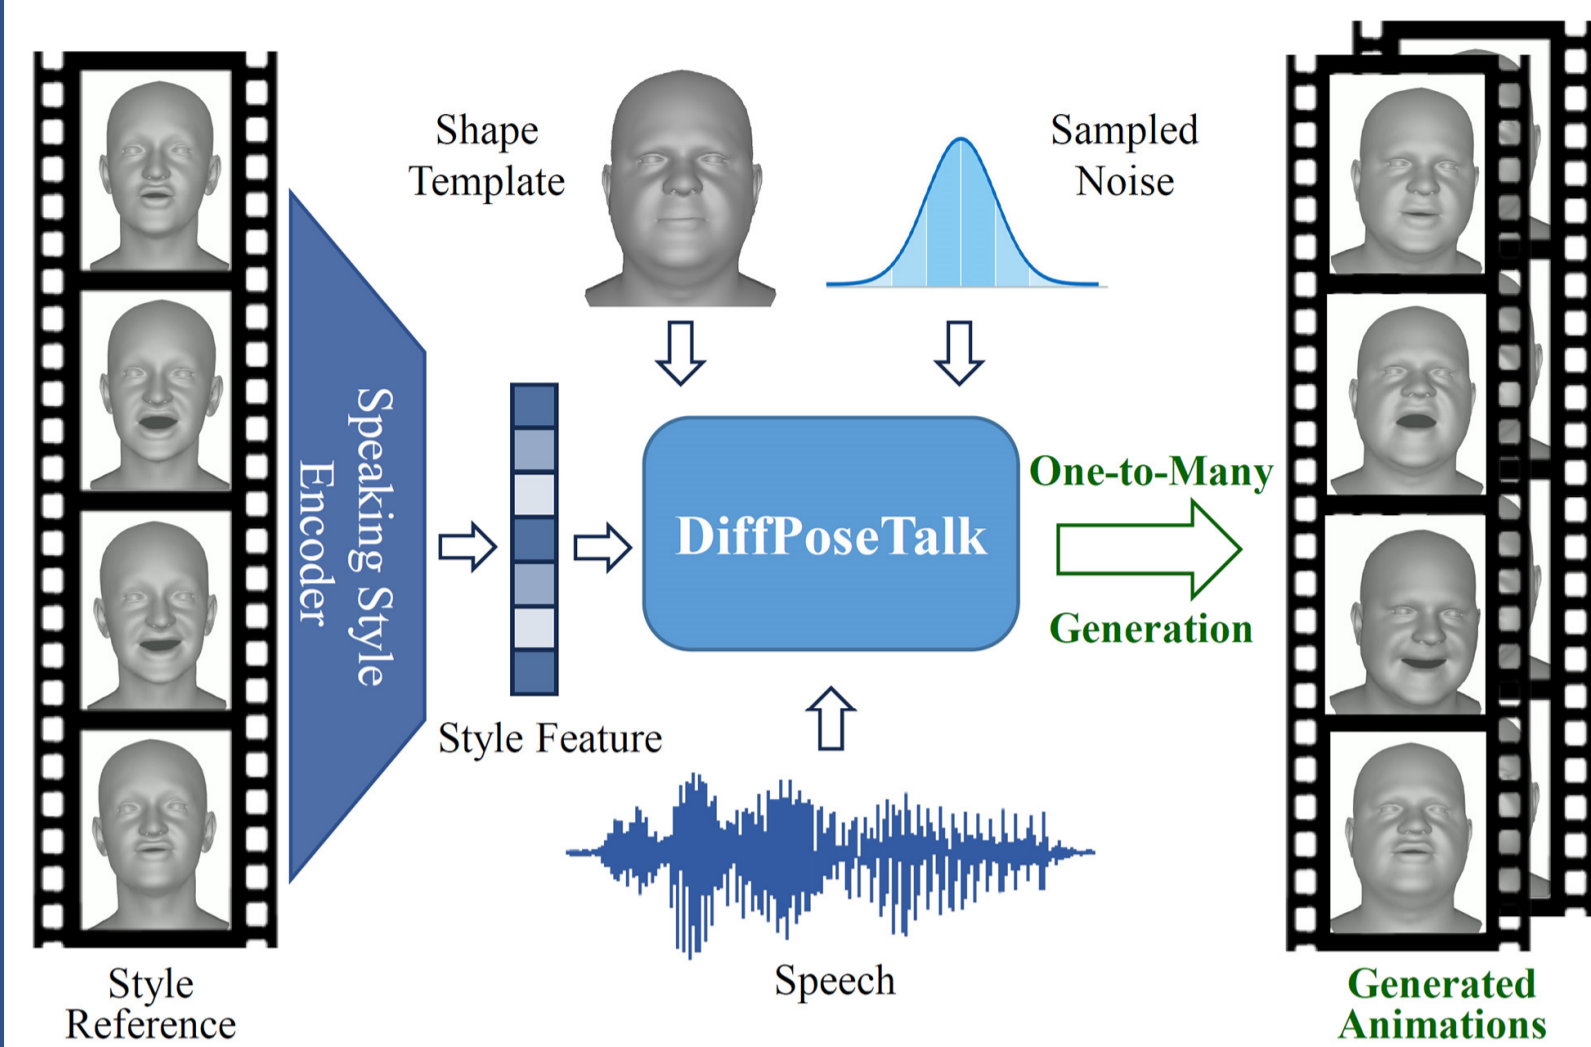 Shape
Template
Sampled
Noise
Speaking Style
Encoder
DiffPoseTalk
One-to-Many
Generation
Style Feature
Speech
Style
Reference
Generated
Animations